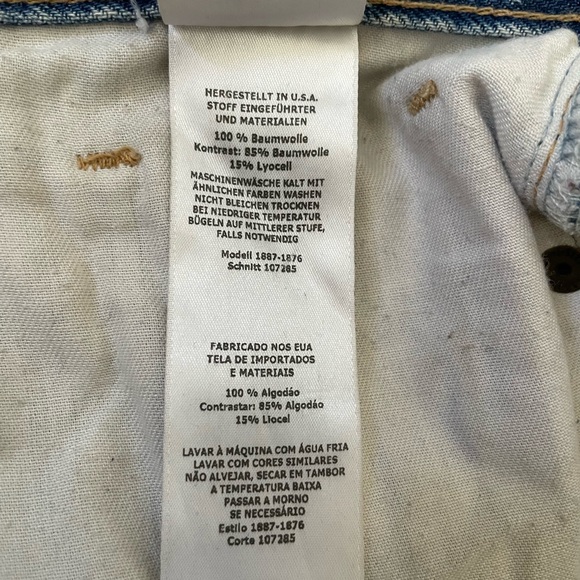 HERGESTELLT IN U.S.A.
STOFF EINGEFÜHRTER
UND MATERIALIEN
100 % Baumwolle
Kontrast: 85% Baumwolle
15% Lyocell
MASCHINENWÄSCHE KALT MIT
ÄHNLICHEN FARBEN WASHEN
NICHT BLEICHEN TROCKNEN
BEI NIEDRIGER TEMPERATUR
BÜGELN AUF MITTLERER STUFE,
FALLS NOTWENDIG
Modell 1887-1876
Schnitt 107285
FABRICADO NOS EUA
TELA DE IMPORTADOS
E MATERIAIS
100 % Algodáo
Contrastar: 85% Algodáo
15% Liocel
LAVAR À MÁQUINA COM ÁGUA FRIA
LAVAR COM CORES SIMILARES
NÃO ALVEJAR, SECAR EM TAMBOR
A TEMPERATURA BAIXA
PASSAR A MORNO
SE NECESSÁRIO
Estilo 1887-1876
Corte 107285